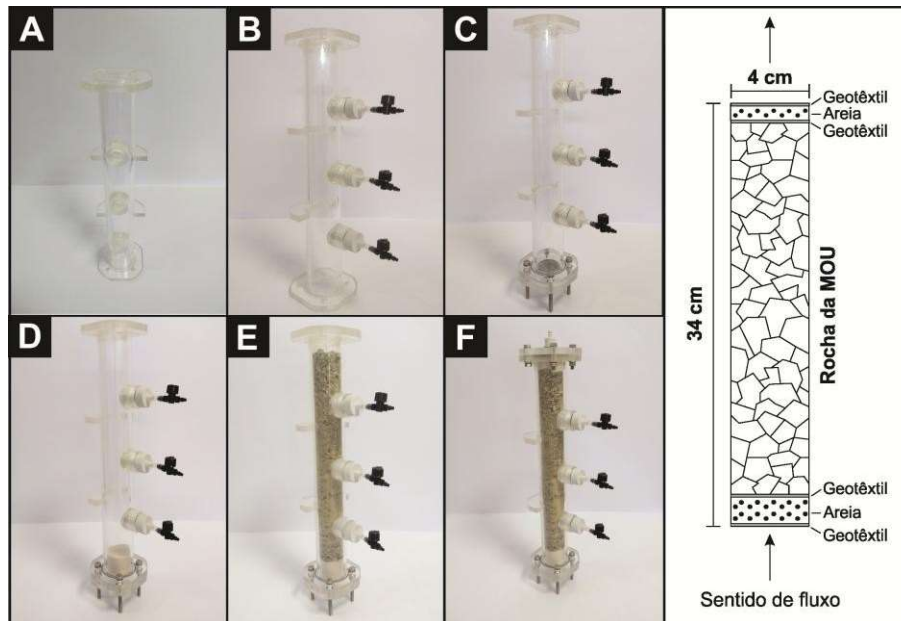 A
B
C
D
E
F
4 cm
Geotêxtil
Areia
Geotêxtil
34 cm
Rocha da MOU
Geotêxtil
Areia
Geotêxtil
Sentido de fluxo